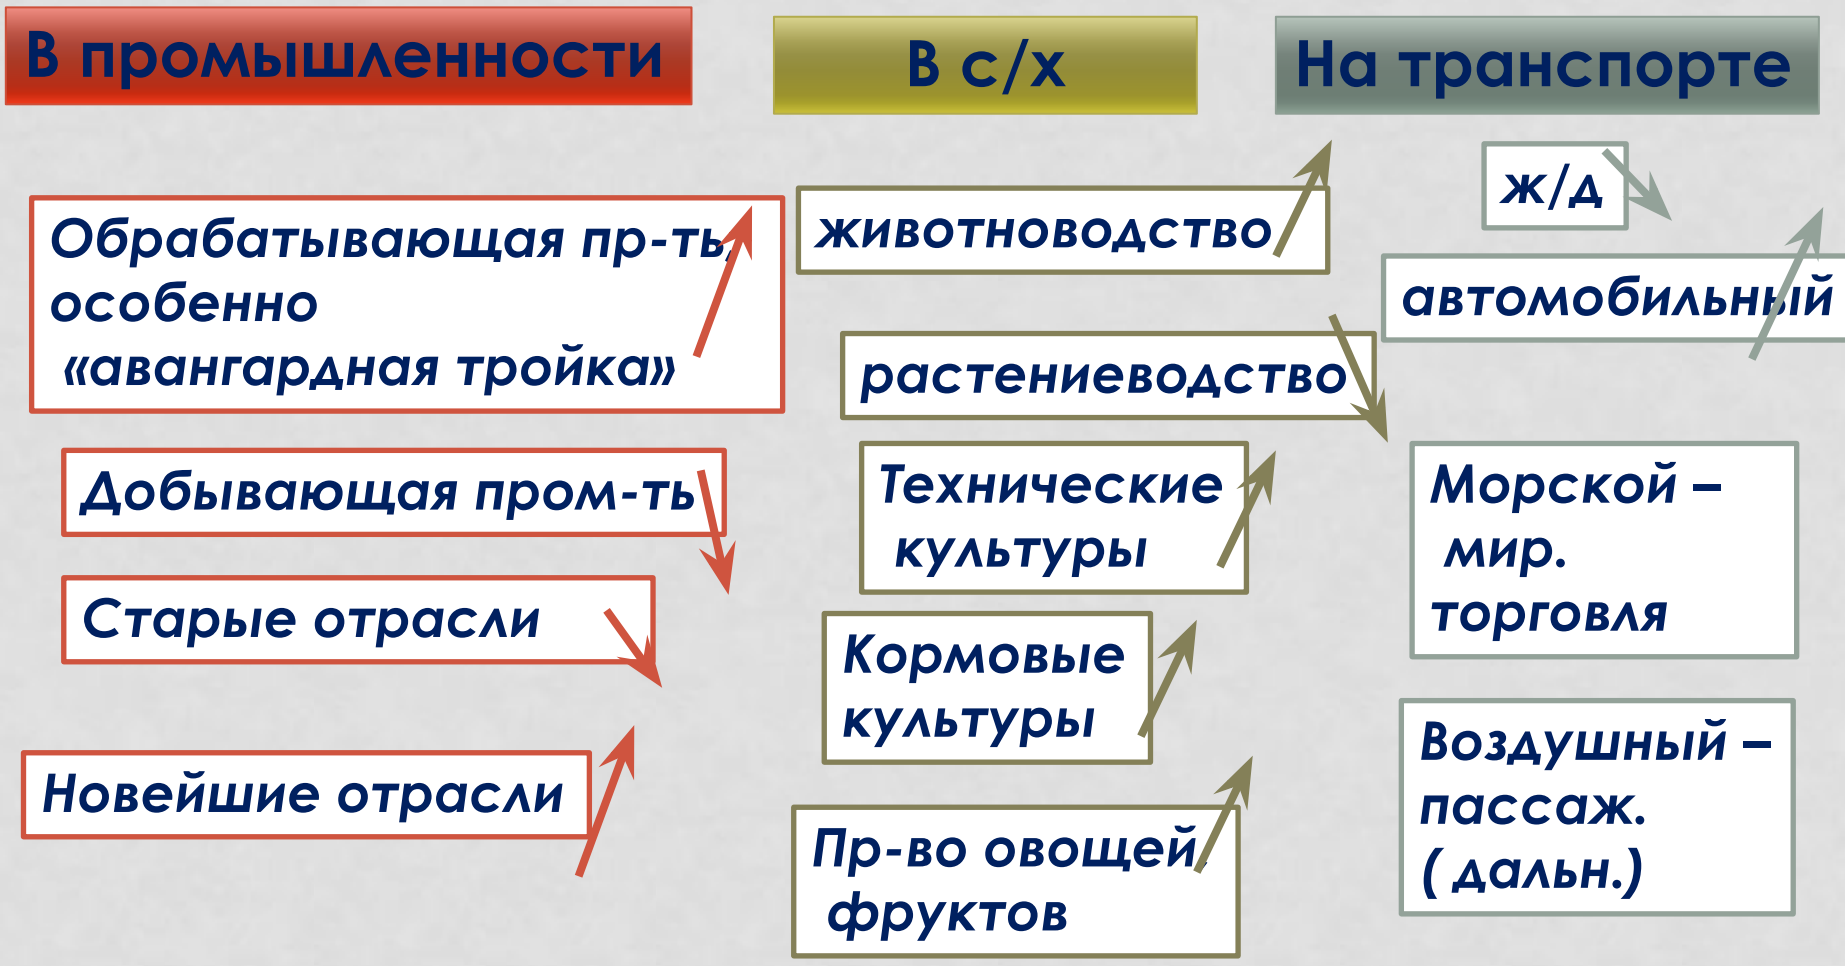 В промышленности
Обрабатывающая пр-ть,
особенно
«авангардная тройка»
Добывающая пром-ть
Старые отрасли
Новейшие отрасли
В с/х
животноводство
растениеводство
Технические
культуры
Кормовые
культуры
Пр-во овощей,
фруктов
На транспорте
ж/д
автомобильный
Морской –
мир.
торговля
Воздушный –
пассаж.
( дальн.)